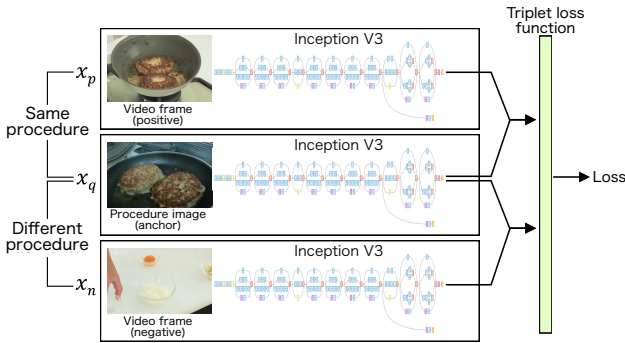 Triplet loss
function
Inception V3
x_p
Video frame
(positive)
Same
procedure
Inception V3
x_q
Procedure image
(anchor)
Loss
Different
procedure
Inception V3
x_n
Video frame
(negative)